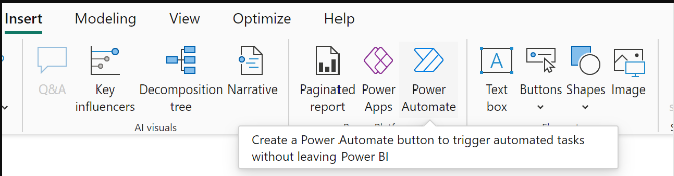 Insert Modeling View Optimize Help
Q&A Key influencers Decomposition tree Narrative Paginated report Power Apps Power Automate Text box Buttons Shapes Image
AI visuals
Create a Power Automate button to trigger automated tasks
without leaving Power BI